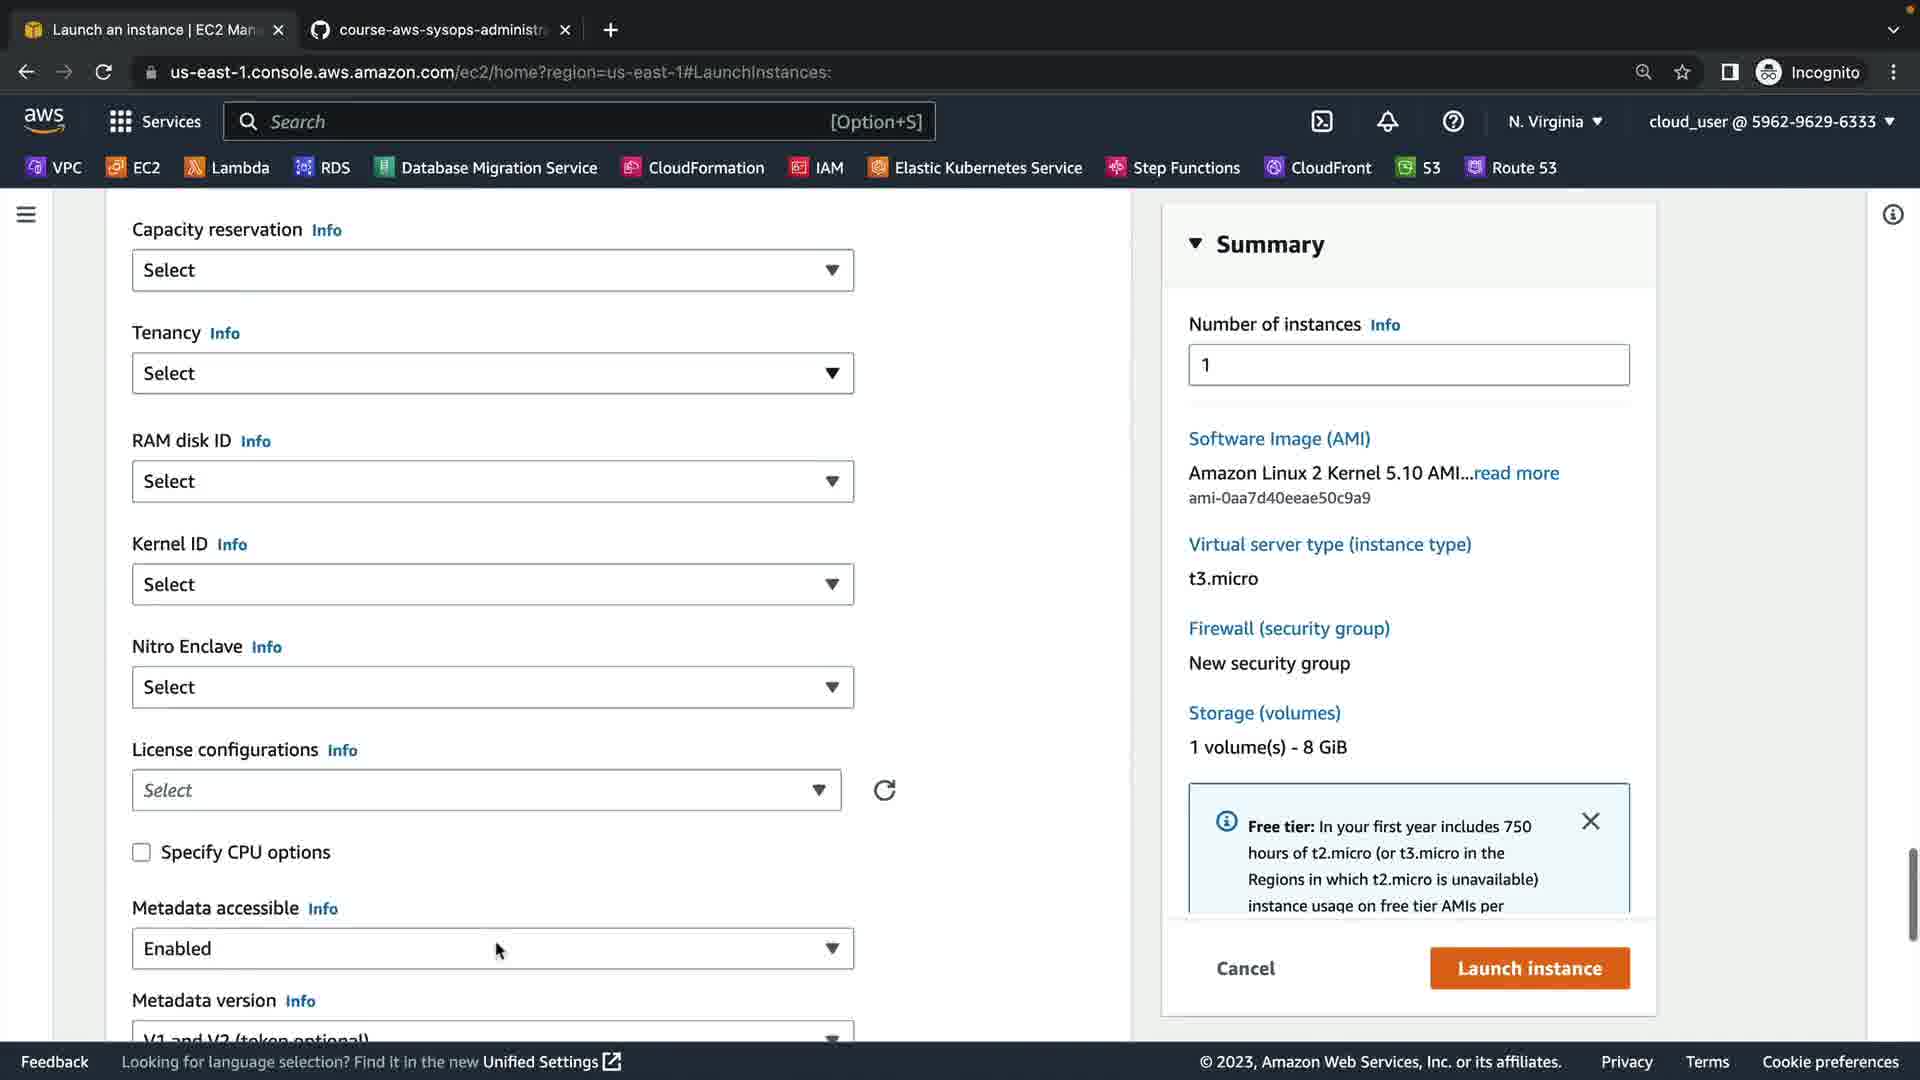 Launch an instance | EC2 Man
course-aws-sysops-administr
us-east-1.console.aws.amazon.com/ec2/home?region=us-east-1#LaunchInstances:
Incognito
aws
Services
Search
[Option+S]
N. Virginia
cloud_user @ 5962-9629-6333
VPC
EC2
Lambda
RDS
Database Migration Service
CloudFormation
IAM
Elastic Kubernetes Service
Step Functions
CloudFront
S3
Route 53
Capacity reservation Info
Select
Tenancy Info
Select
RAM disk ID Info
Select
Kernel ID Info
Select
Nitro Enclave Info
Select
License configurations Info
Select
Specify CPU options
Metadata accessible Info
Enabled
Metadata version Info
V1 and V2 (token optional)
Summary
Number of instances Info
1
Software Image (AMI)
Amazon Linux 2 Kernel 5.10 AMI...read more
ami-0aa7d40eeae50c9a9
Virtual server type (instance type)
t3.micro
Firewall (security group)
New security group
Storage (volumes)
1 volume(s) - 8 GiB
Free tier: In your first year includes 750
hours of t2.micro (or t3.micro in the
Regions in which t2.micro is unavailable)
instance usage on free tier AMIs per
Cancel
Launch instance
Feedback
Looking for language selection? Find it in the new Unified Settings
© 2023, Amazon Web Services, Inc. or its affiliates.
Privacy
Terms
Cookie preferences